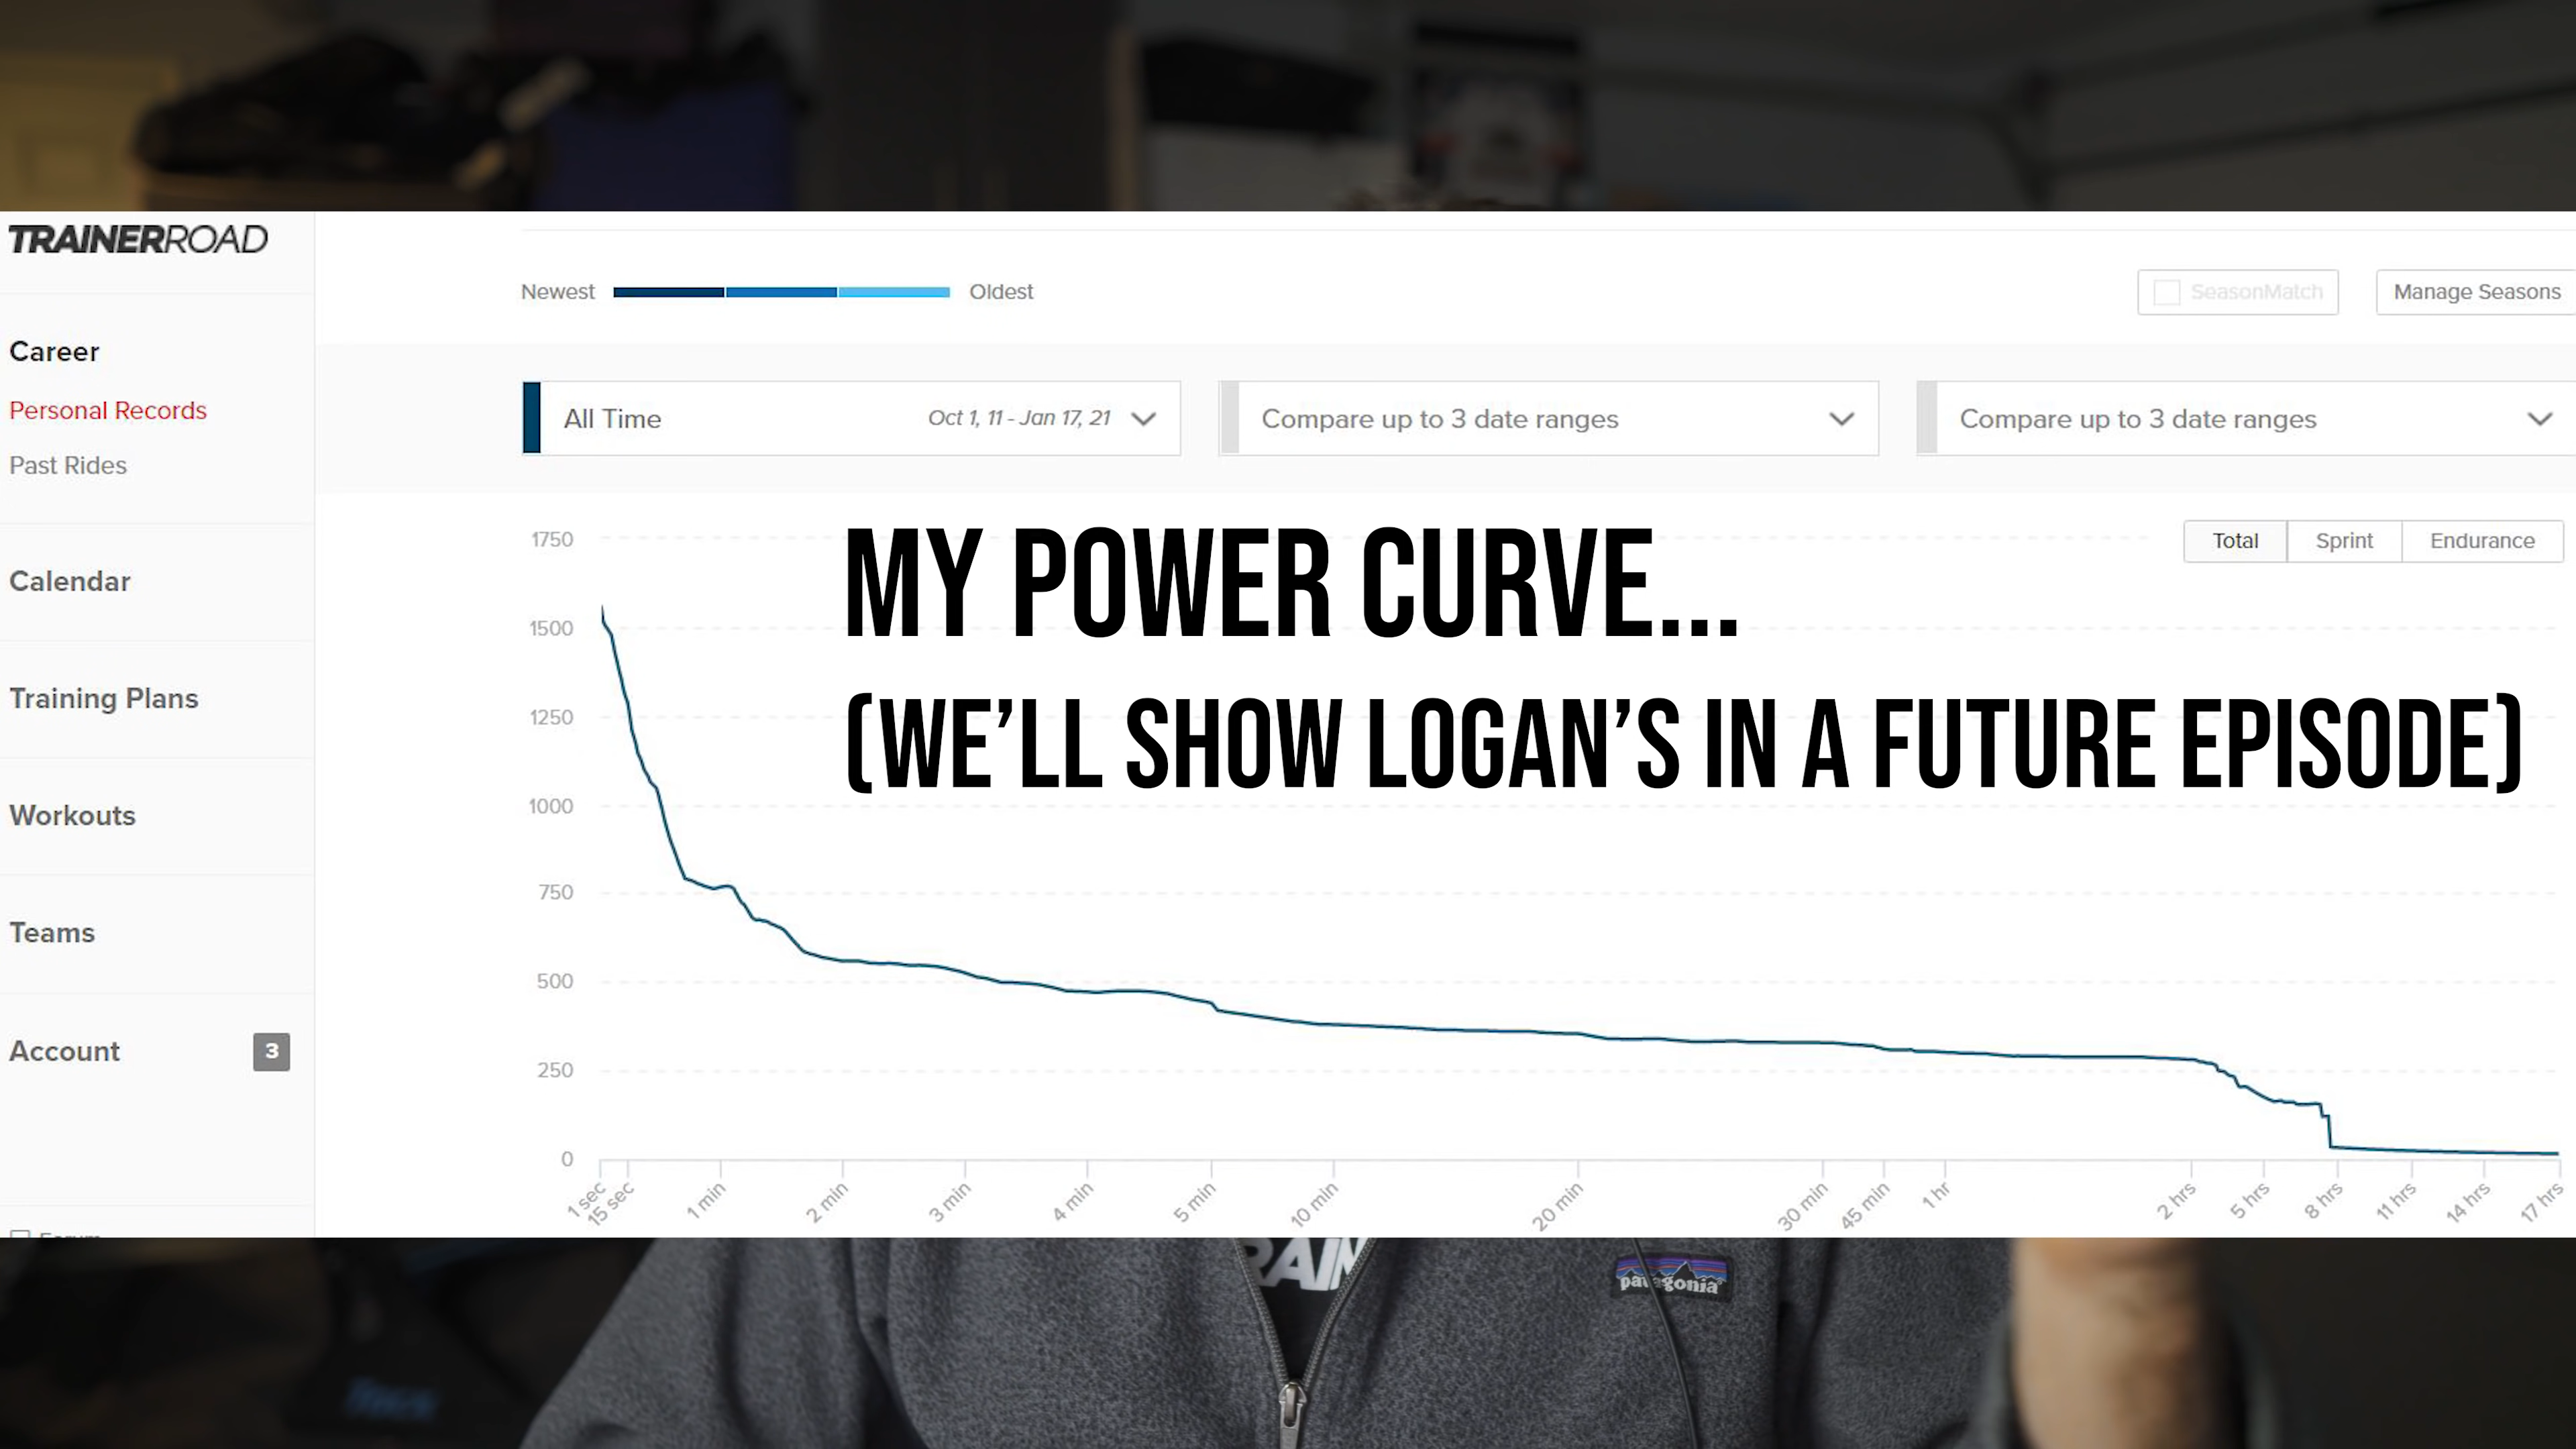 TRAINERROAD
Newest Oldest
SeasonMatch
Manage Seasons
Career
Personal Records
Past Rides
Calendar
Training Plans
Workouts
Teams
Account 3
All Time Oct 1, 11 - Jan 17, 21
Compare up to 3 date ranges
Compare up to 3 date ranges
MY POWER CURVE...
(WE'LL SHOW LOGAN'S IN A FUTURE EPISODE)
Total Sprint Endurance
1750
1500
1250
1000
750
500
250
0
1 sec 15 sec 1 min 2 min 3 min 4 min 5 min 10 min 20 min 30 min 45 min 1 hr 2 hrs 5 hrs 8 hrs 11 hrs 14 hrs 17 hrs
patagonia